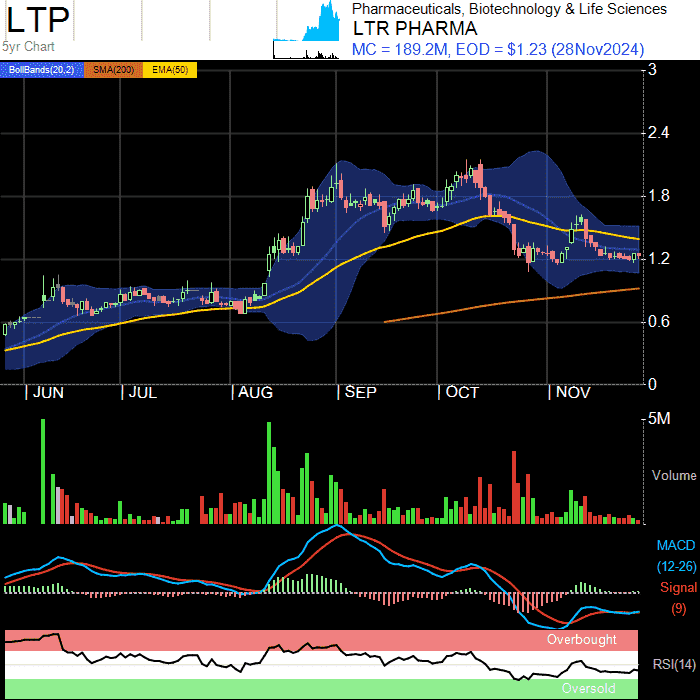 LTP
5yr Chart
Pharmaceuticals, Biotechnology & Life Sciences
LTR PHARMA
MC = 189.2M, EOD = $1.23 (28Nov2024)
BollBands(20,2) SMA(200) EMA(50)
3
2.4
1.8
1.2
0.6
0
JUN JUL AUG SEP OCT NOV
5M
Volume
MACD
(12-26)
Signal
(9)
Overbought
RSI(14)
Oversold